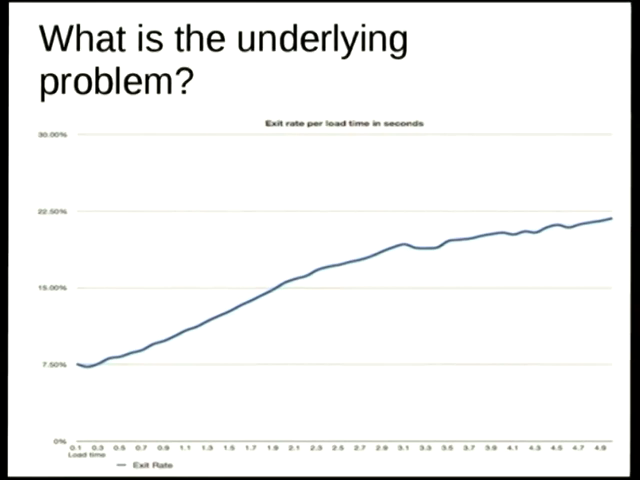 What is the underlying
problem?
Exit rate per load time in seconds
30.00%
22.50%
15.00%
7.50%
0%
0.1 0.3 0.5 0.7 0.9 1.1 1.3 1.5 1.7 1.9 2.1 2.3 2.5 2.7 2.9 3.1 3.3 3.5 3.7 3.9 4.1 4.3 4.5 4.7 4.9
Load time
Exit Rate